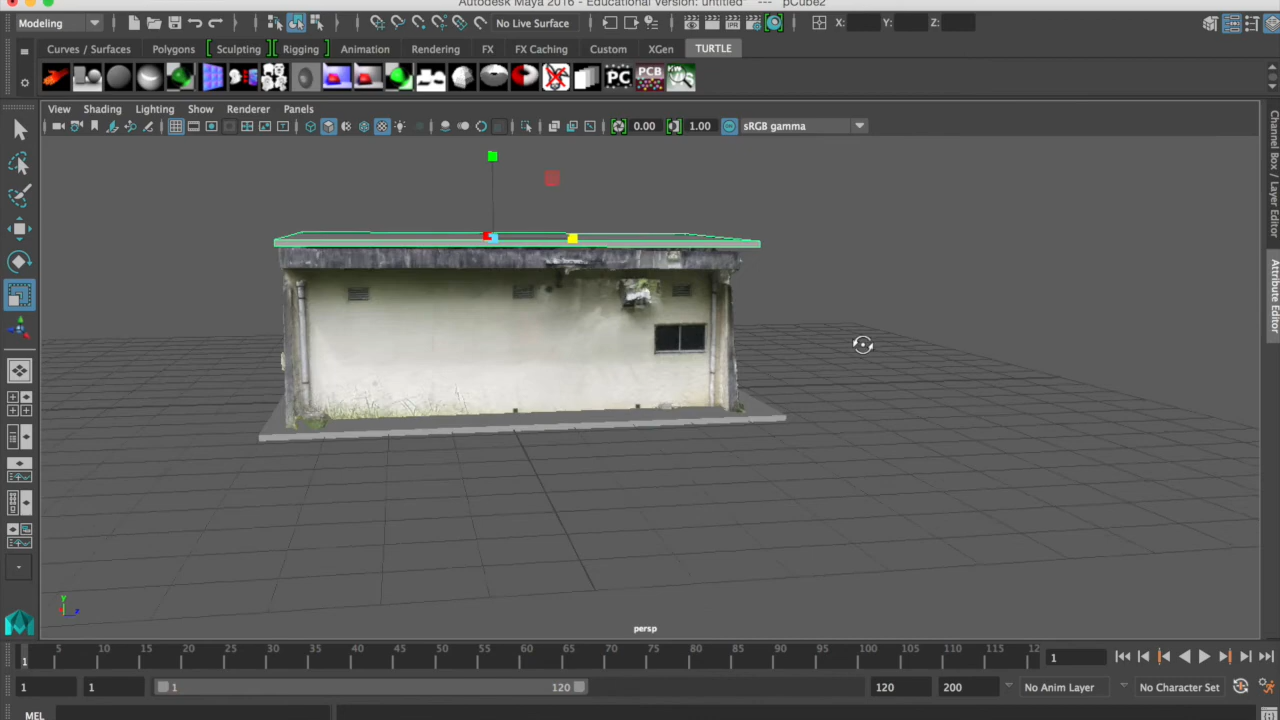 Autodesk Maya 2016 - Educational Version: untitled* --- pCube2
Modeling No Live Surface X: Y: Z:
Curves / Surfaces Polygons Sculpting Rigging Animation Rendering FX FX Caching Custom XGen TURTLE
PC PCB
View Shading Lighting Show Renderer Panels
0.00 1.00 sRGB gamma
Channel Box / Layer Editor
Attribute Editor
y
z
persp
1 5 10 15 20 25 30 35 40 45 50 55 60 65 70 75 80 85 90 95 100 105 110 115 12 1
1 1 1 120 120 200 No Anim Layer No Character Set
MEL